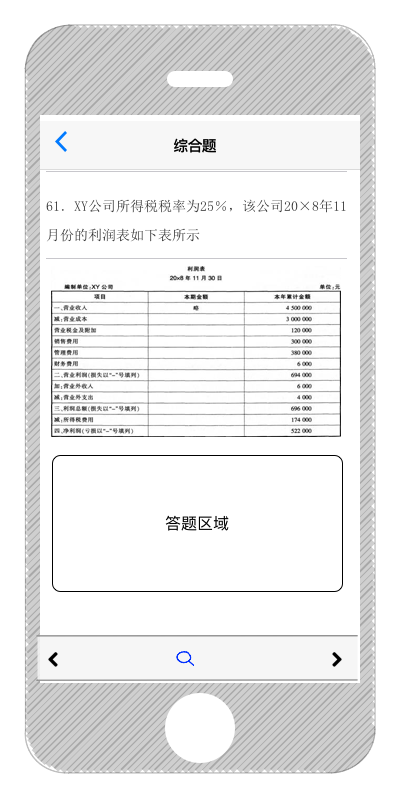 综合题
61. XY公司所得税税率为25%，该公司20×8年11
月份的利润表如下表所示
利润表
20×8 年 11 月 30 日
编制单位:XY 公司 单位:元
项目 本期金额 本年累计金额
一、营业收入 略 4 500 000
减:营业成本 3 000 000
营业税金及附加 120 000
销售费用 300 000
管理费用 380 000
财务费用 6 000
二、营业利润(损失以"-"号填列) 694 000
加:营业外收入 6 000
减:营业外支出 4 000
三、利润总额(损失以"-"号填列) 696 000
减:所得税费用 174 000
四、净利润(亏损以"-"号填列) 522 000
答题区域